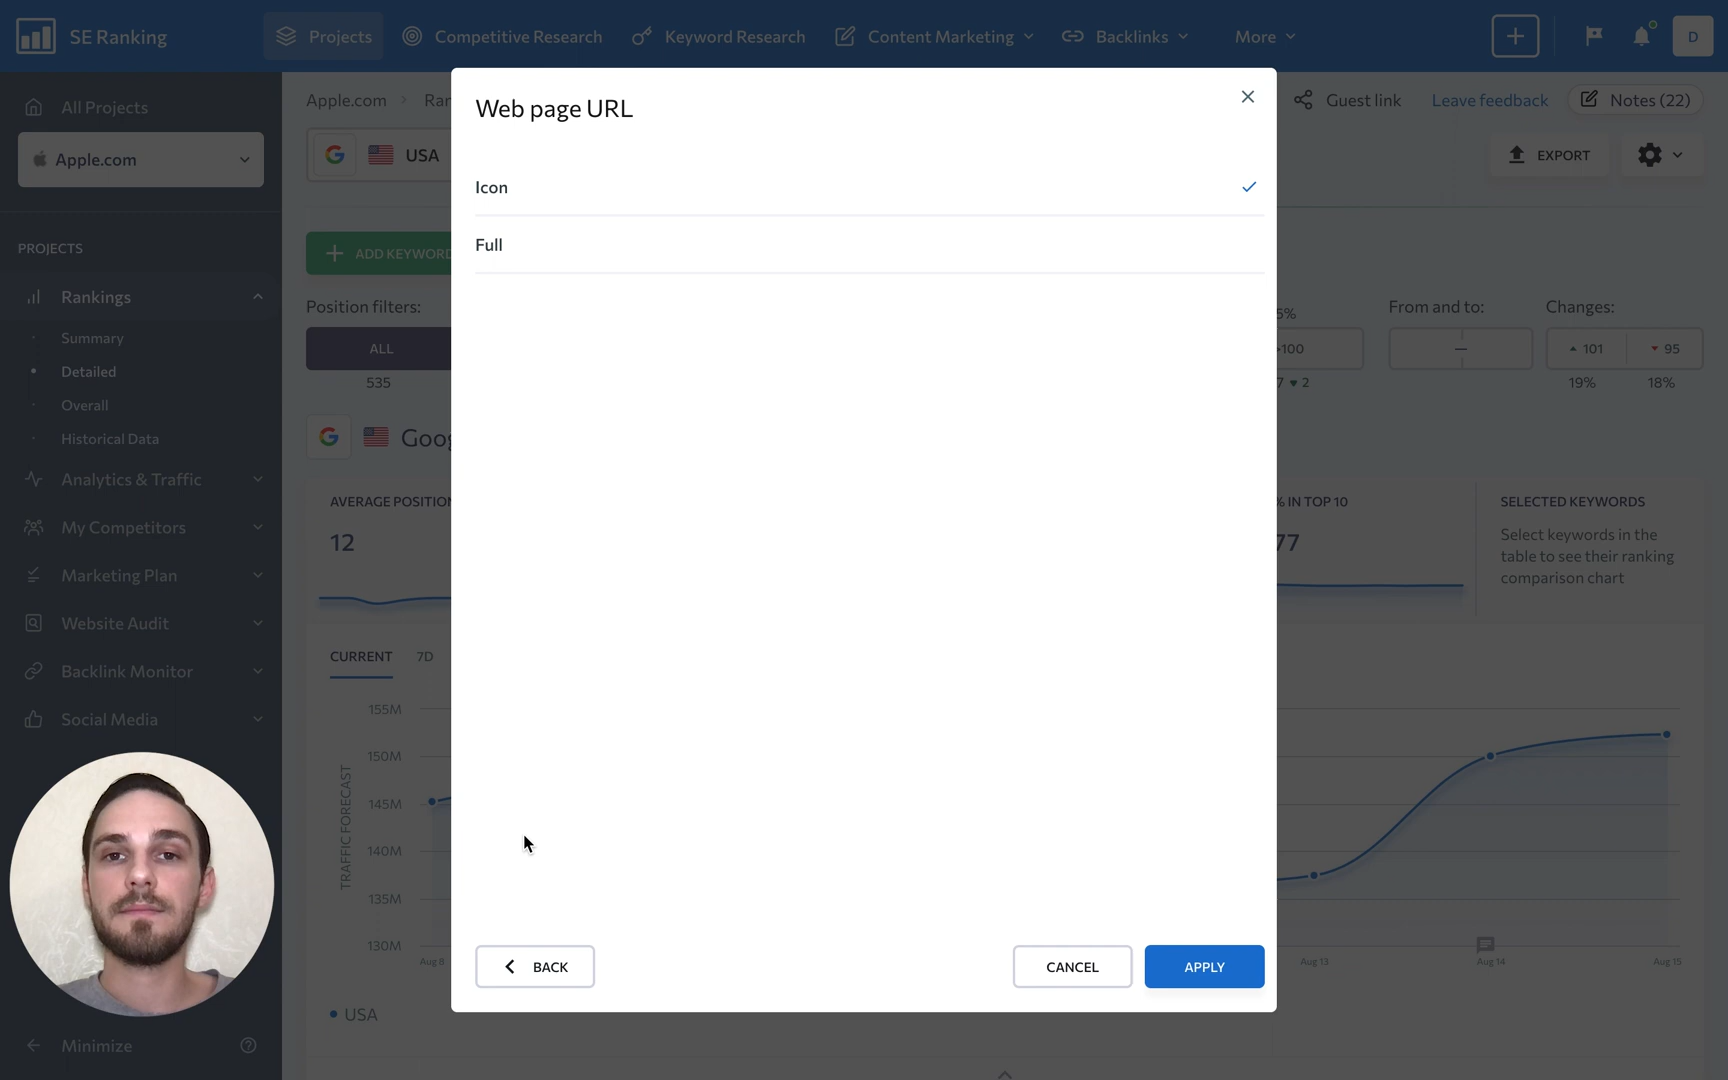 SE Ranking
Projects
Competitive Research
Keyword Research
Content Marketing
Backlinks
More
D
All Projects
Apple.com
PROJECTS
Rankings
Summary
Detailed
Overall
Historical Data
Analytics & Traffic
My Competitors
Marketing Plan
Website Audit
Backlink Monitor
Social Media
Minimize
Apple.com
Guest link
Leave feedback
Notes (22)
USA
EXPORT
ADD KEYWORD
Position filters:
ALL
535
5%
>100
7 ▼ 2
From and to:
—
Changes:
▲ 101
▼ 95
19%
18%
AVERAGE POSITION
12
% IN TOP 10
77
SELECTED KEYWORDS
Select keywords in the
table to see their ranking
comparison chart
CURRENT
7D
TRAFFIC FORECAST
155M
150M
145M
140M
135M
130M
Aug 8
Aug 13
Aug 14
Aug 15
USA
Web page URL
Icon
Full
BACK
CANCEL
APPLY